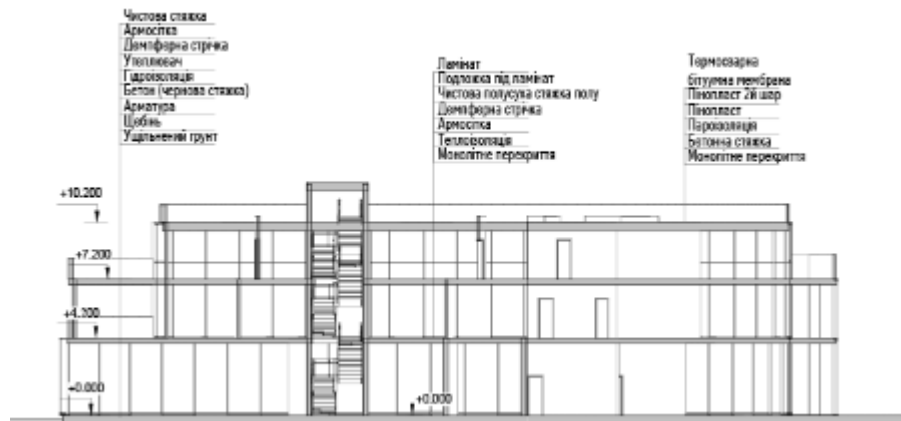 Чистова стяжка
Армосітка
Демпферна стрічка
Утеплювач
Гідроізоляція
Бетон (чернова стяжка)
Арматура
Щебінь
Ущільнений грунт
Ламінат
Подложка під ламінат
Чистова полусуха стяжка полу
Демпферна стрічка
Армосітка
Теплоізоляція
Монолітне перекриття
Термозварна
бітуумна мембрана
Пінопласт 2й шар
Пінопласт
Пароізоляція
Бетонна стяжка
Монолітне перекриття
+10.200
+7.200
+4.200
+0.000
+0.000